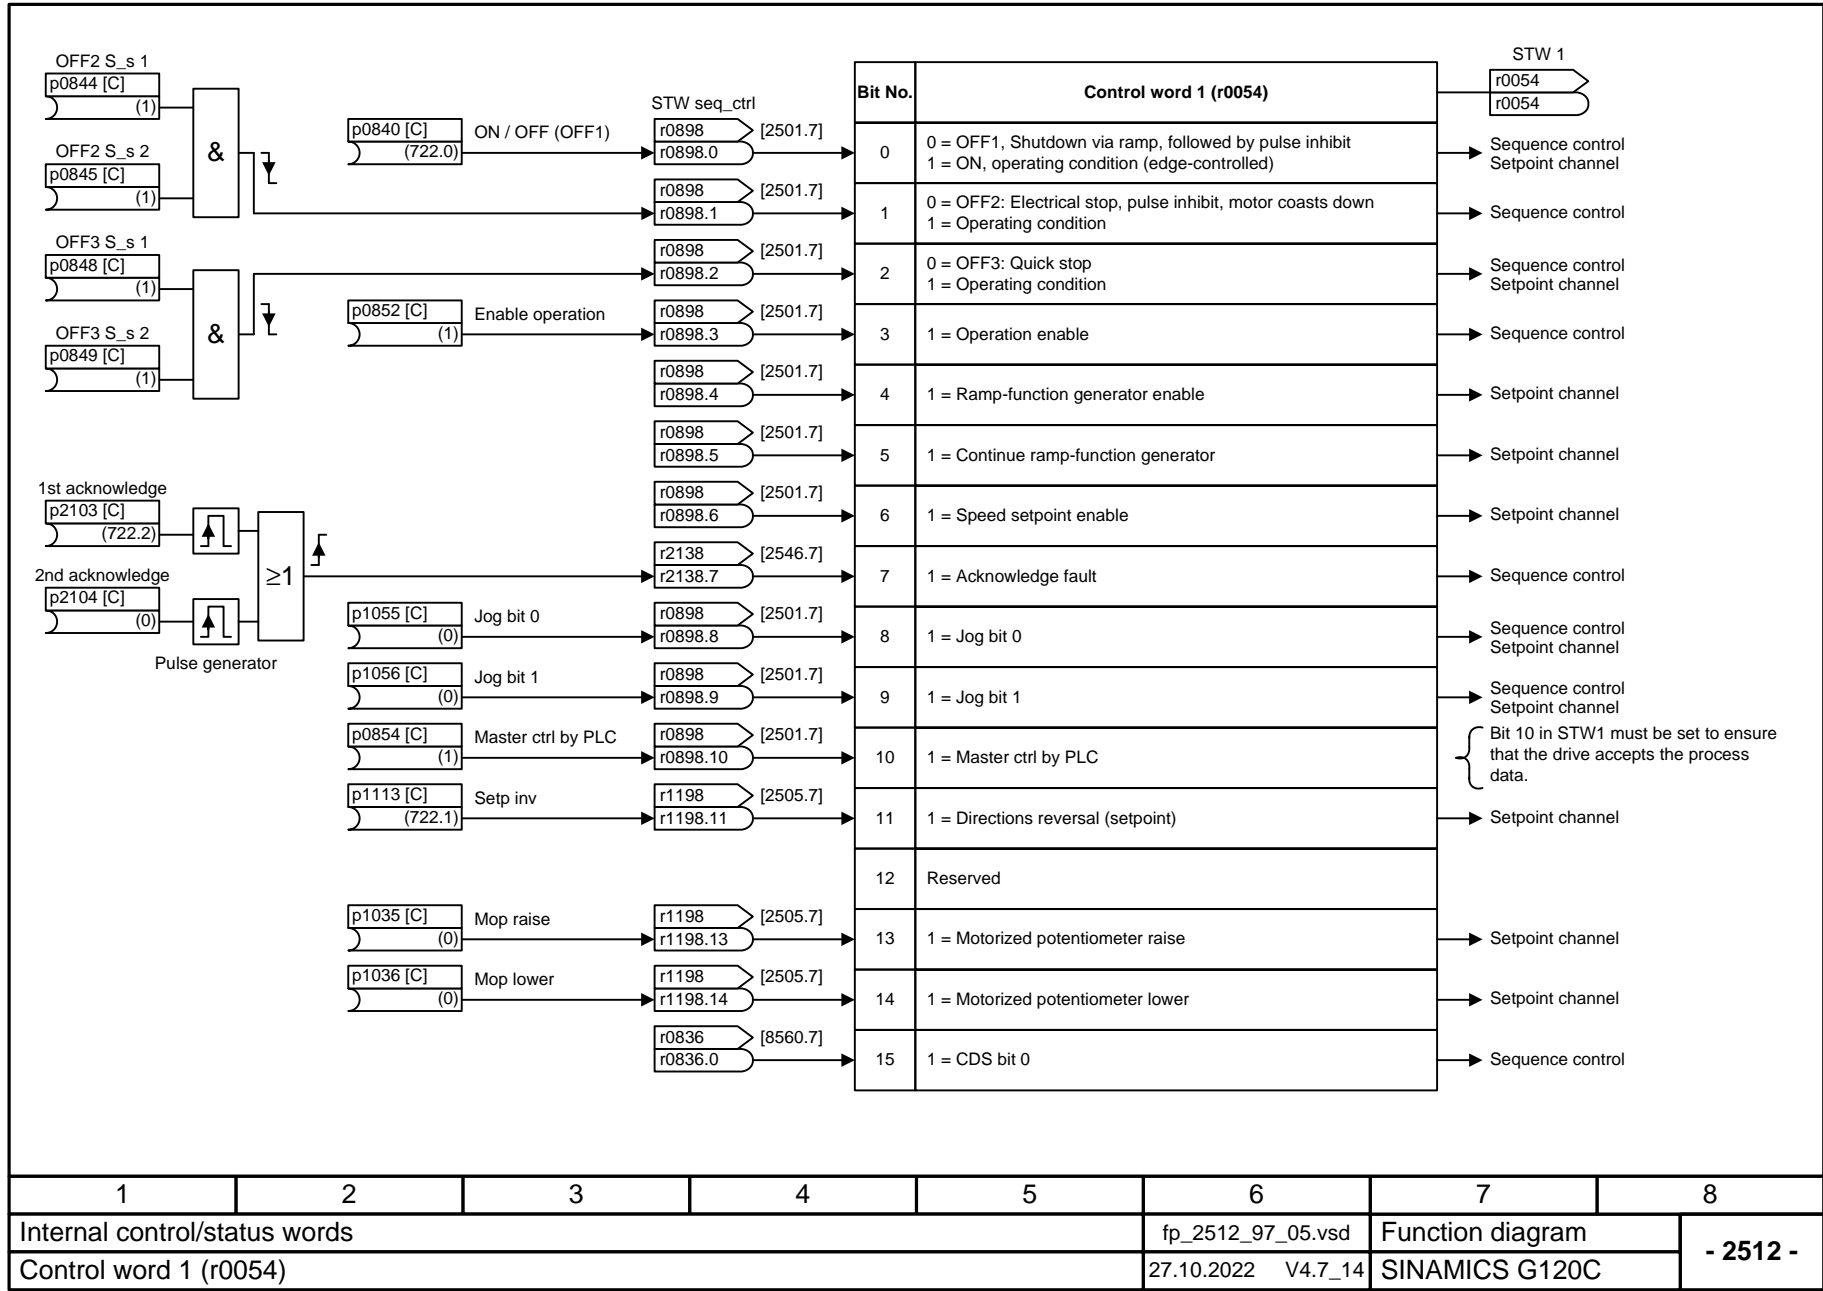 OFF2 S_s 1
p0844 [C]
(1)
OFF2 S_s 2
p0845 [C]
(1)
&
OFF3 S_s 1
p0848 [C]
(1)
OFF3 S_s 2
p0849 [C]
(1)
&
1st acknowledge
p2103 [C]
(722.2)
2nd acknowledge
p2104 [C]
(0)
≥1
Pulse generator
STW seq_ctrl
Bit No.
Control word 1 (r0054)
STW 1
r0054
r0054
p0840 [C]
(722.0)
ON / OFF (OFF1)
r0898
[2501.7]
r0898.0
0
0 = OFF1, Shutdown via ramp, followed by pulse inhibit
1 = ON, operating condition (edge-controlled)
Sequence control
Setpoint channel
r0898
[2501.7]
r0898.1
1
0 = OFF2: Electrical stop, pulse inhibit, motor coasts down
1 = Operating condition
Sequence control
r0898
[2501.7]
r0898.2
2
0 = OFF3: Quick stop
1 = Operating condition
Sequence control
Setpoint channel
p0852 [C]
(1)
Enable operation
r0898
[2501.7]
r0898.3
3
1 = Operation enable
Sequence control
r0898
[2501.7]
r0898.4
4
1 = Ramp-function generator enable
Setpoint channel
r0898
[2501.7]
r0898.5
5
1 = Continue ramp-function generator
Setpoint channel
r0898
[2501.7]
r0898.6
6
1 = Speed setpoint enable
Setpoint channel
r2138
[2546.7]
r2138.7
7
1 = Acknowledge fault
Sequence control
p1055 [C]
(0)
Jog bit 0
r0898
[2501.7]
r0898.8
8
1 = Jog bit 0
Sequence control
Setpoint channel
p1056 [C]
(0)
Jog bit 1
r0898
[2501.7]
r0898.9
9
1 = Jog bit 1
Sequence control
Setpoint channel
p0854 [C]
(1)
Master ctrl by PLC
r0898
[2501.7]
r0898.10
10
1 = Master ctrl by PLC
Bit 10 in STW1 must be set to ensure
that the drive accepts the process
data.
p1113 [C]
(722.1)
Setp inv
r1198
[2505.7]
r1198.11
11
1 = Directions reversal (setpoint)
Setpoint channel
12
Reserved
p1035 [C]
(0)
Mop raise
r1198
[2505.7]
r1198.13
13
1 = Motorized potentiometer raise
Setpoint channel
p1036 [C]
(0)
Mop lower
r1198
[2505.7]
r1198.14
14
1 = Motorized potentiometer lower
Setpoint channel
r0836
[8560.7]
r0836.0
15
1 = CDS bit 0
Sequence control
1 2 3 4 5 6 7 8
Internal control/status words
fp_2512_97_05.vsd
Function diagram
- 2512 -
Control word 1 (r0054)
27.10.2022 V4.7_14
SINAMICS G120C